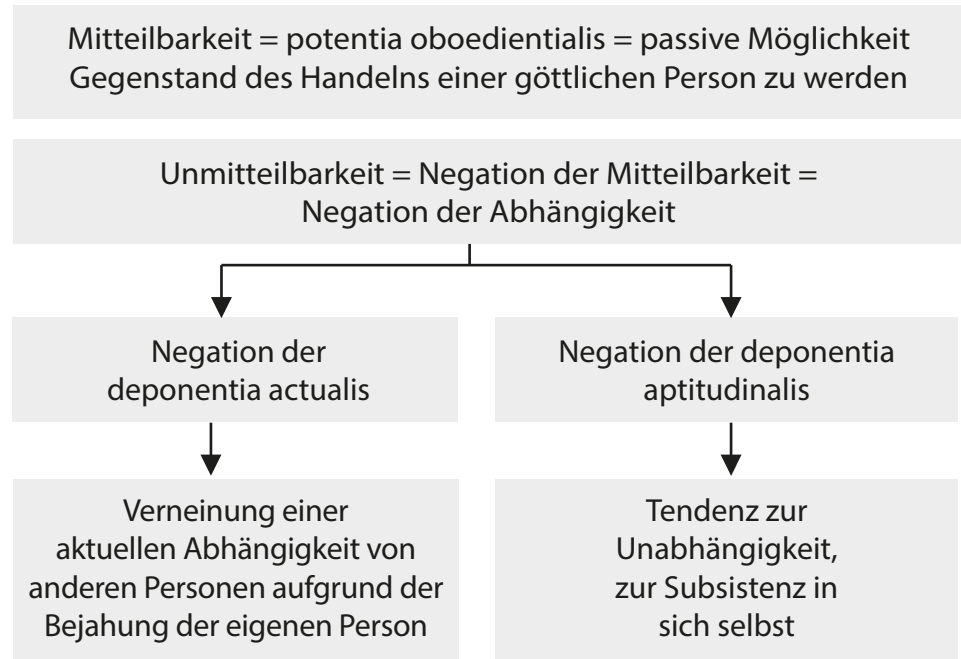 Mitteilbarkeit = potentia oboedientialis = passive Möglichkeit
Gegenstand des Handelns einer göttlichen Person zu werden
Unmitteilbarkeit = Negation der Mitteilbarkeit =
Negation der Abhängigkeit
Negation der
deponentia actualis
Negation der deponentia
aptitudinalis
Verneinung einer
aktuellen Abhängigkeit von
anderen Personen aufgrund der
Bejahung der eigenen Person
Tendenz zur
Unabhängigkeit,
zur Subsistenz in
sich selbst